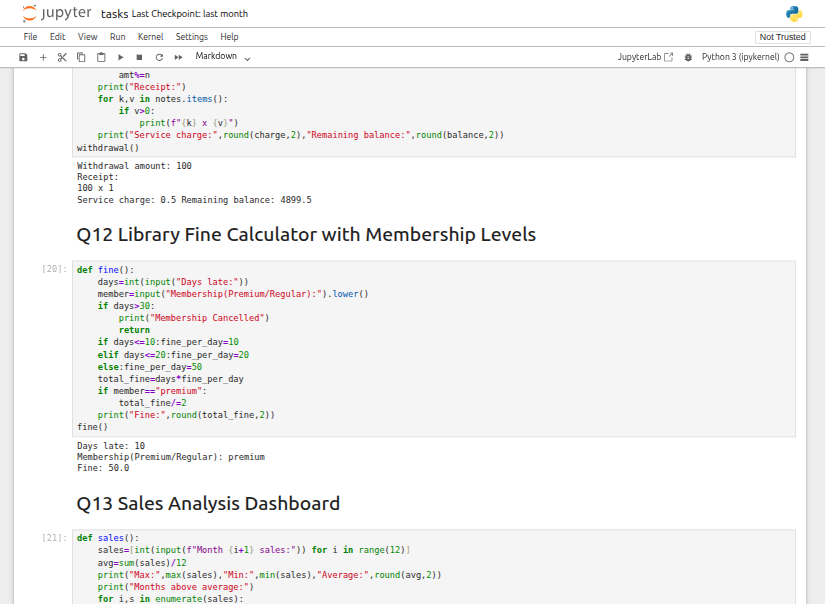 jupyter tasks Last Checkpoint: last month
File Edit View Run Kernel Settings Help
Not Trusted
Markdown
JupyterLab
Python 3 (ipykernel)
        amt%=n
    print("Receipt:")
    for k,v in notes.items():
        if v>0:
            print(f"{k} x {v}")
    print("Service charge:",round(charge,2),"Remaining balance:",round(balance,2))
withdrawal()
Withdrawal amount: 100
Receipt:
100 x 1
Service charge: 0.5 Remaining balance: 4899.5
Q12 Library Fine Calculator with Membership Levels
[20]:
def fine():
    days=int(input("Days late:"))
    member=input("Membership(Premium/Regular):").lower()
    if days>30:
        print("Membership Cancelled")
        return
    if days<=10:fine_per_day=10
    elif days<=20:fine_per_day=20
    else:fine_per_day=50
    total_fine=days*fine_per_day
    if member=="premium":
        total_fine/=2
    print("Fine:",round(total_fine,2))
fine()
Days late: 10
Membership(Premium/Regular): premium
Fine: 50.0
Q13 Sales Analysis Dashboard
[21]:
def sales():
    sales=[int(input(f"Month {i+1} sales:")) for i in range(12)]
    avg=sum(sales)/12
    print("Max:",max(sales),"Min:",min(sales),"Average:",round(avg,2))
    print("Months above average:")
    for i,s in enumerate(sales):